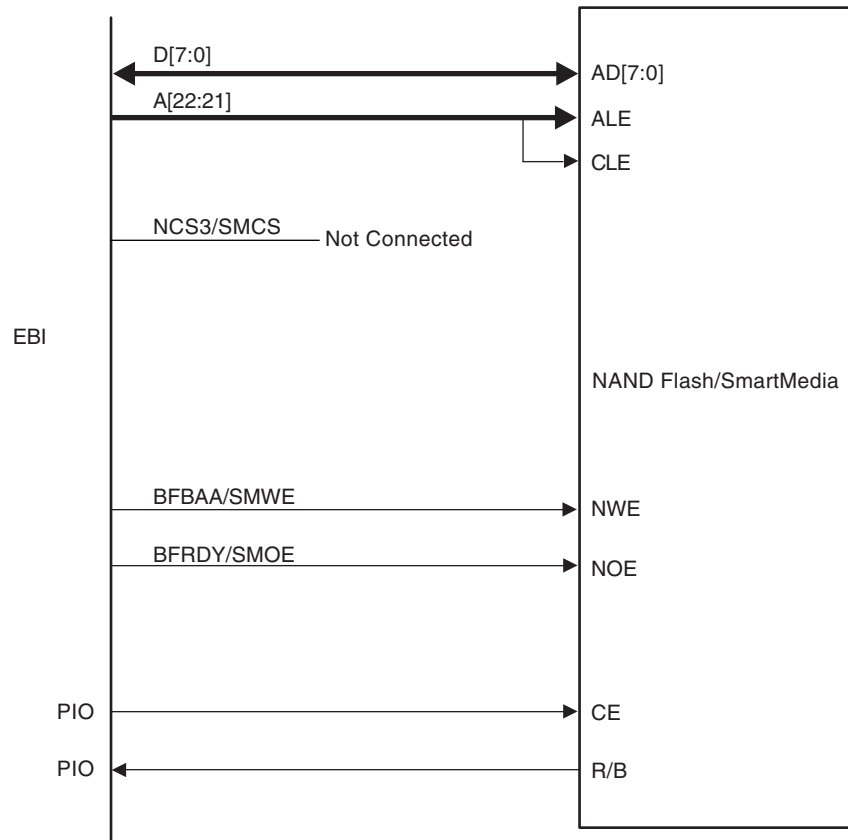 D[7:0]
AD[7:0]
A[22:21]
ALE
CLE
NCS3/SMCS
Not Connected
EBI
NAND Flash/SmartMedia
BFBAA/SMWE
NWE
BFRDY/SMOE
NOE
PIO
CE
PIO
R/B